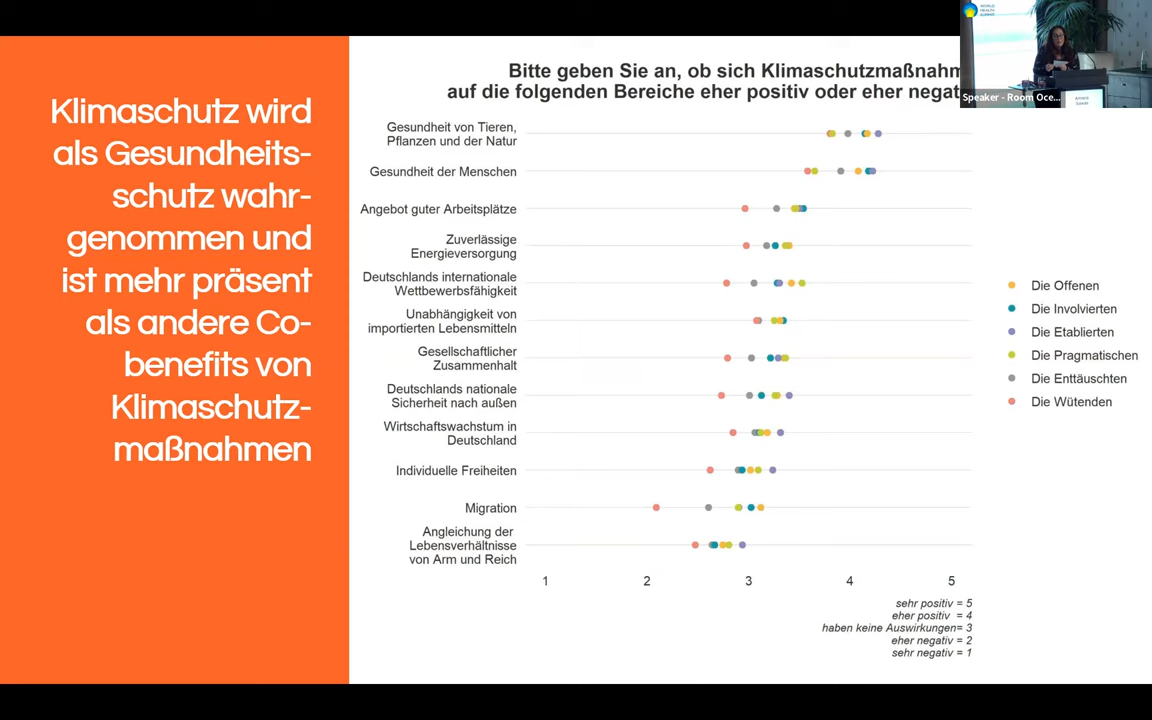 Klimaschutz wird
als Gesundheits-
schutz wahr-
genommen und
ist mehr präsent
als andere Co-
benefits von
Klimaschutz-
maßnahmen
Bitte geben Sie an, ob sich Klimaschutzmaßnahm
auf die folgenden Bereiche eher positiv oder eher negat
WORLD
HEALTH
SUMMIT
Speaker - Room Oce...
Gesundheit von Tieren,
Pflanzen und der Natur
Gesundheit der Menschen
Angebot guter Arbeitsplätze
Zuverlässige
Energieversorgung
Deutschlands internationale
Wettbewerbsfähigkeit
Unabhängigkeit von
importierten Lebensmitteln
Gesellschaftlicher
Zusammenhalt
Deutschlands nationale
Sicherheit nach außen
Wirtschaftswachstum in
Deutschland
Individuelle Freiheiten
Migration
Angleichung der
Lebensverhältnisse
von Arm und Reich
1 2 3 4 5
sehr positiv = 5
eher positiv = 4
haben keine Auswirkungen= 3
eher negativ = 2
sehr negativ = 1
Die Offenen
Die Involvierten
Die Etablierten
Die Pragmatischen
Die Enttäuschten
Die Wütenden